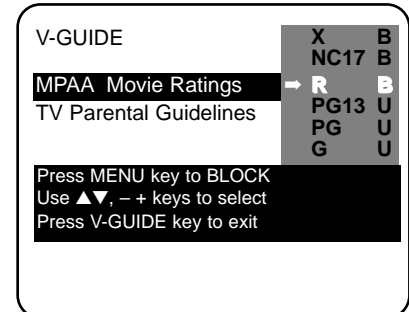 V-GUIDE
X B
NC17 B
MPAA Movie Ratings ➡ R B
TV Parental Guidelines PG13 U
PG U
G U
Press MENU key to BLOCK
Use ▲▼, – + keys to select
Press V-GUIDE key to exit